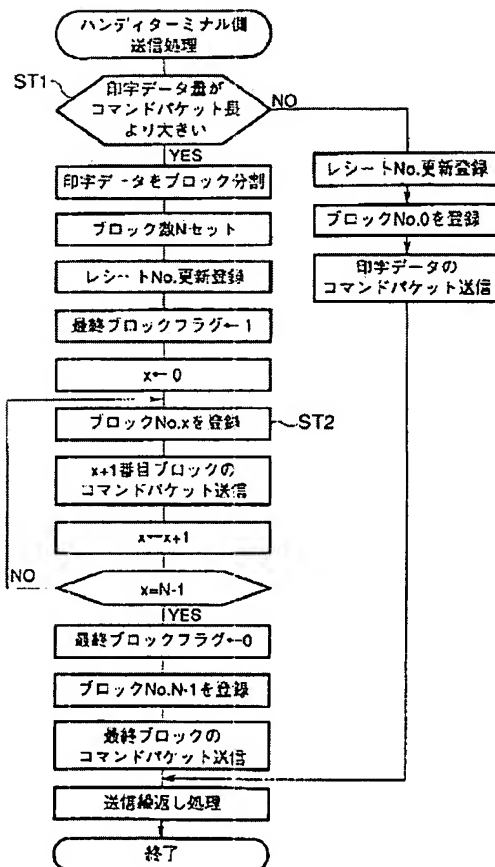 ハンディターミナル側
送信処理
ST1
印字データ量が
コマンドパケット長
より大きい
NO
YES
印字データをブロック分割
ブロック数Nセット
レシートNo.更新登録
最終ブロックフラグ←1
x←0
ブロックNo.xを登録
ST2
x+1番目ブロックの
コマンドパケット送信
x←x+1
NO
x=N-1
YES
最終ブロックフラグ←0
ブロックNo.N-1を登録
最終ブロックの
コマンドパケット送信
レシートNo.更新登録
ブロックNo.0を登録
印字データの
コマンドパケット送信
送信繰返し処理
終了